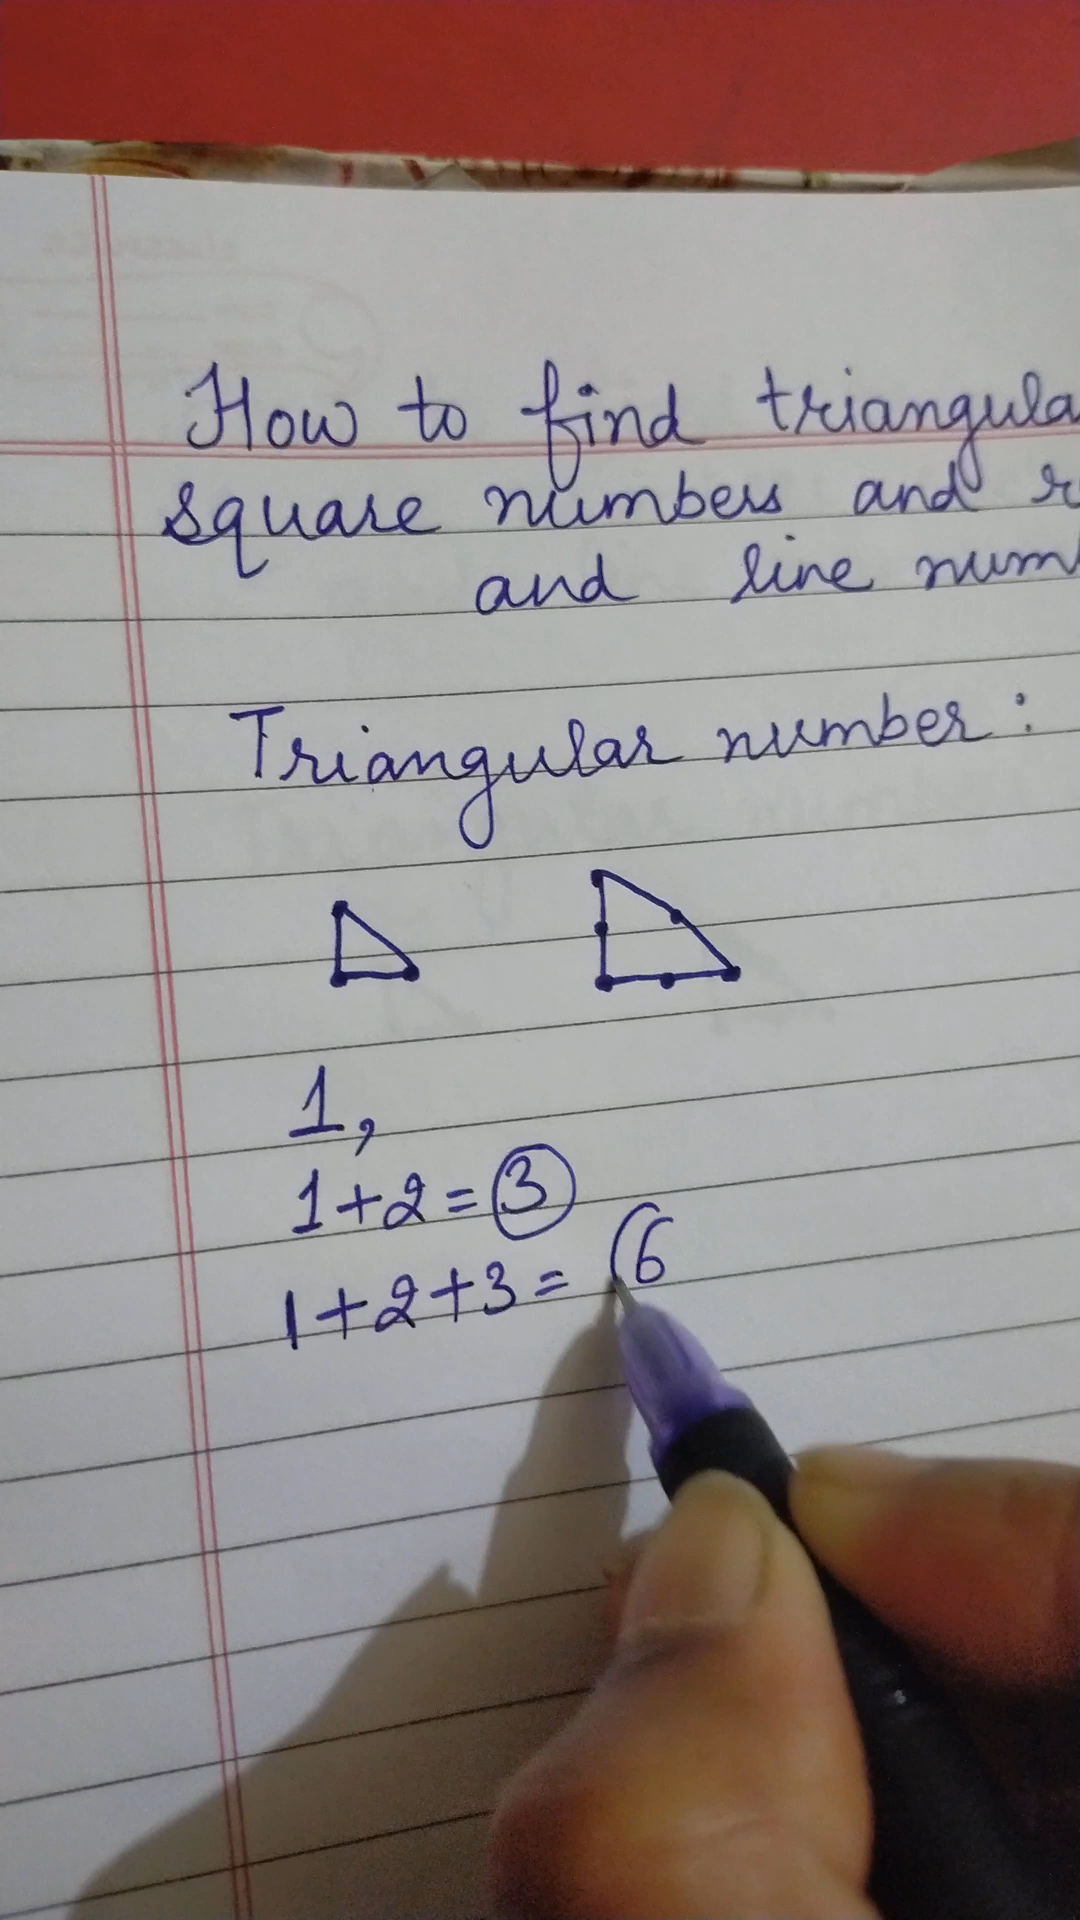 How to find triangula
square numbers and
and line num
Triangular number :
1,
1+2=3
1+2+3= 6